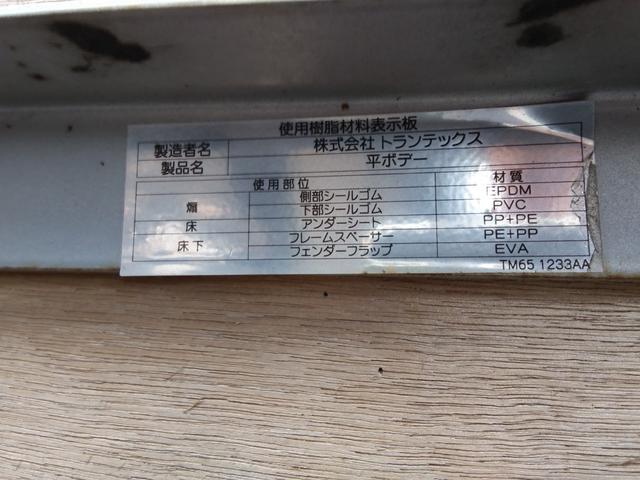 使用樹脂材料表示板
製造者名 株式会社 トランテックス
製品名 平ボデー
使用部位 材質
煽 側部シールゴム EPDM
下部シールゴム PVC
床 アンダーシート PP+PE
床下 フレームスペーサー PE+PP
フェンダーフラップ EVA
TM65 1233AA